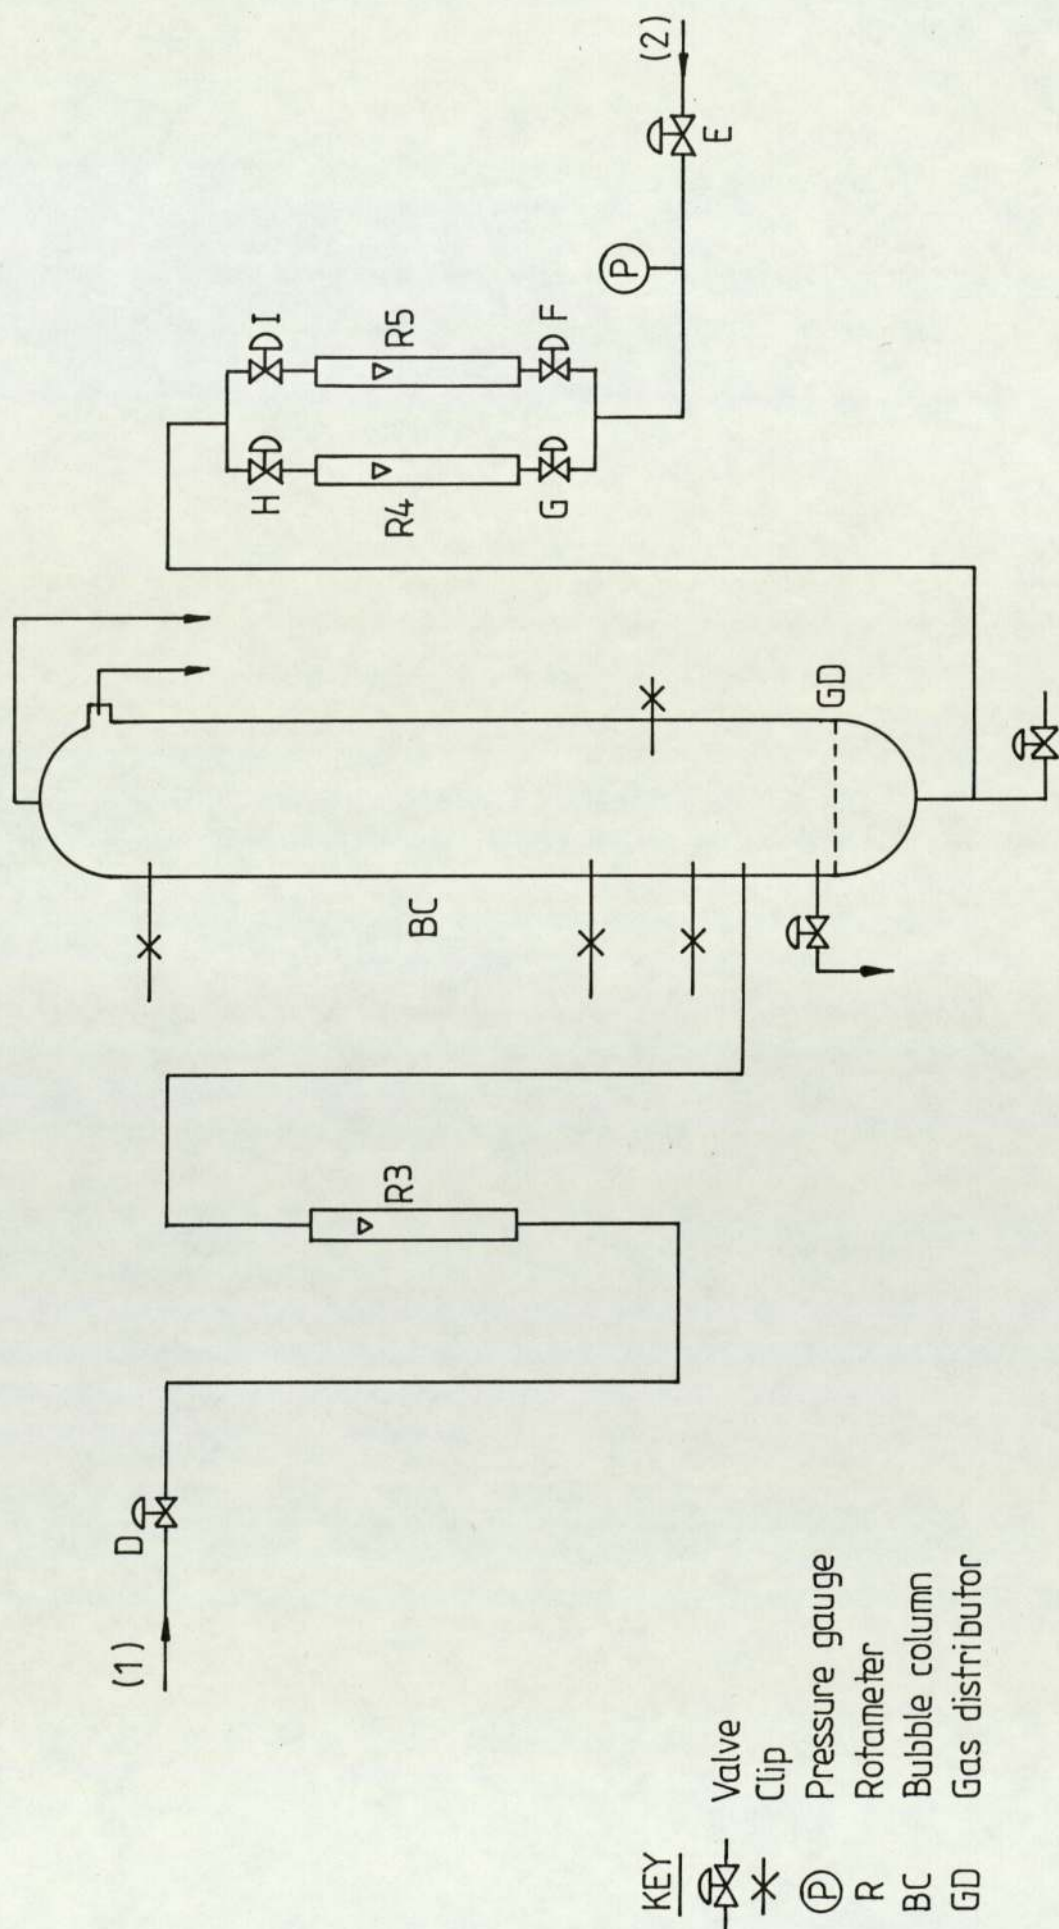 (1)
D
R3
BC
GD
H
I
R4
R5
G
F
P
(2)
E
KEY
Valve
Clip
P Pressure gauge
R Rotameter
BC Bubble column
GD Gas distributor